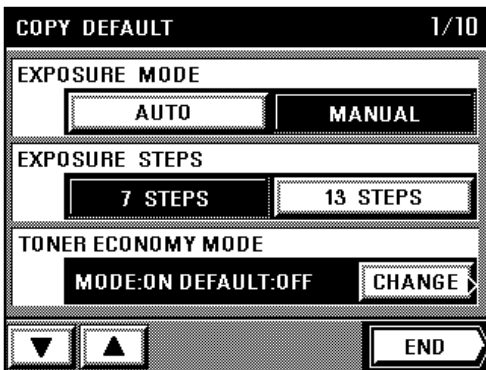 COPY DEFAULT 1/10
EXPOSURE MODE
AUTO MANUAL
EXPOSURE STEPS
7 STEPS 13 STEPS
TONER ECONOMY MODE
MODE:ON DEFAULT:OFF CHANGE
END